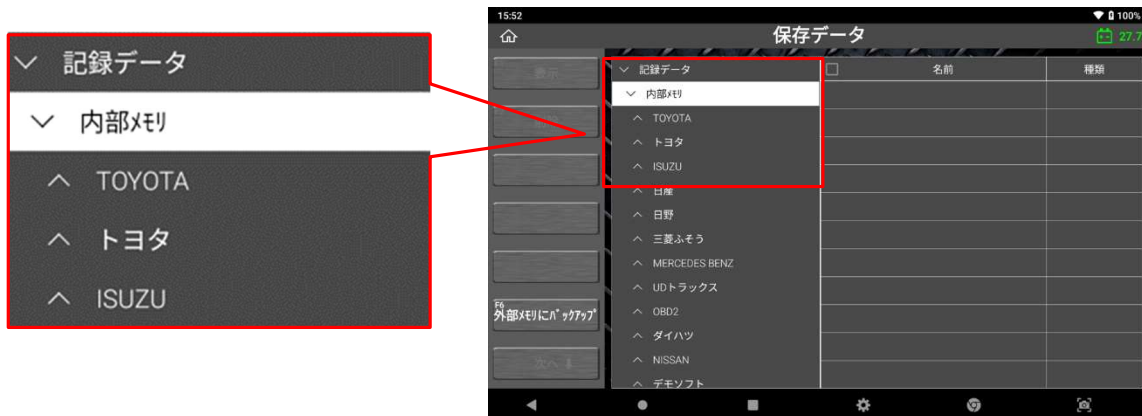 記録データ
内部ﾒﾓﾘ
TOYOTA
トヨタ
ISUZU
15:52
100%
保存データ
27.7
表示
記録データ
名前
種類
内部ﾒﾓﾘ
TOYOTA
トヨタ
ISUZU
日産
日野
三菱ふそう
MERCEDES BENZ
UDトラックス
F6
外部ﾒﾓﾘにﾊﾞｯｸｱｯﾌﾟ
OBD2
ダイハツ
次へ
NISSAN
デモソフト